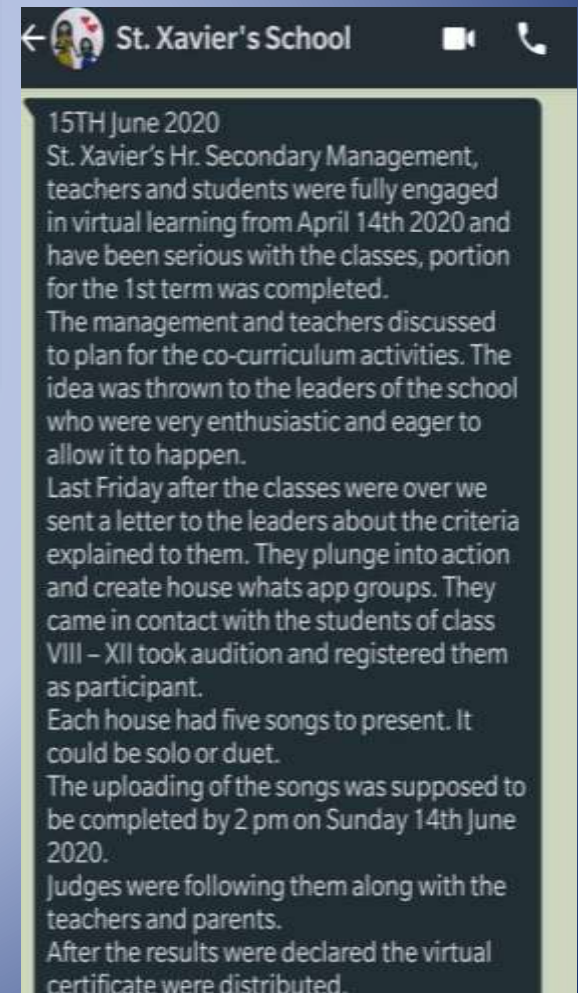 St. Xavier's School
15TH June 2020
St. Xavier's Hr. Secondary Management,
teachers and students were fully engaged
in virtual learning from April 14th 2020 and
have been serious with the classes, portion
for the 1st term was completed.
The management and teachers discussed
to plan for the co-curriculum activities. The
idea was thrown to the leaders of the school
who were very enthusiastic and eager to
allow it to happen.
Last Friday after the classes were over we
sent a letter to the leaders about the criteria
explained to them. They plunge into action
and create house whats app groups. They
came in contact with the students of class
VIII – XII took audition and registered them
as participant.
Each house had five songs to present. It
could be solo or duet.
The uploading of the songs was supposed to
be completed by 2 pm on Sunday 14th June
2020.
Judges were following them along with the
teachers and parents.
After the results were declared the virtual
certificate were distributed.